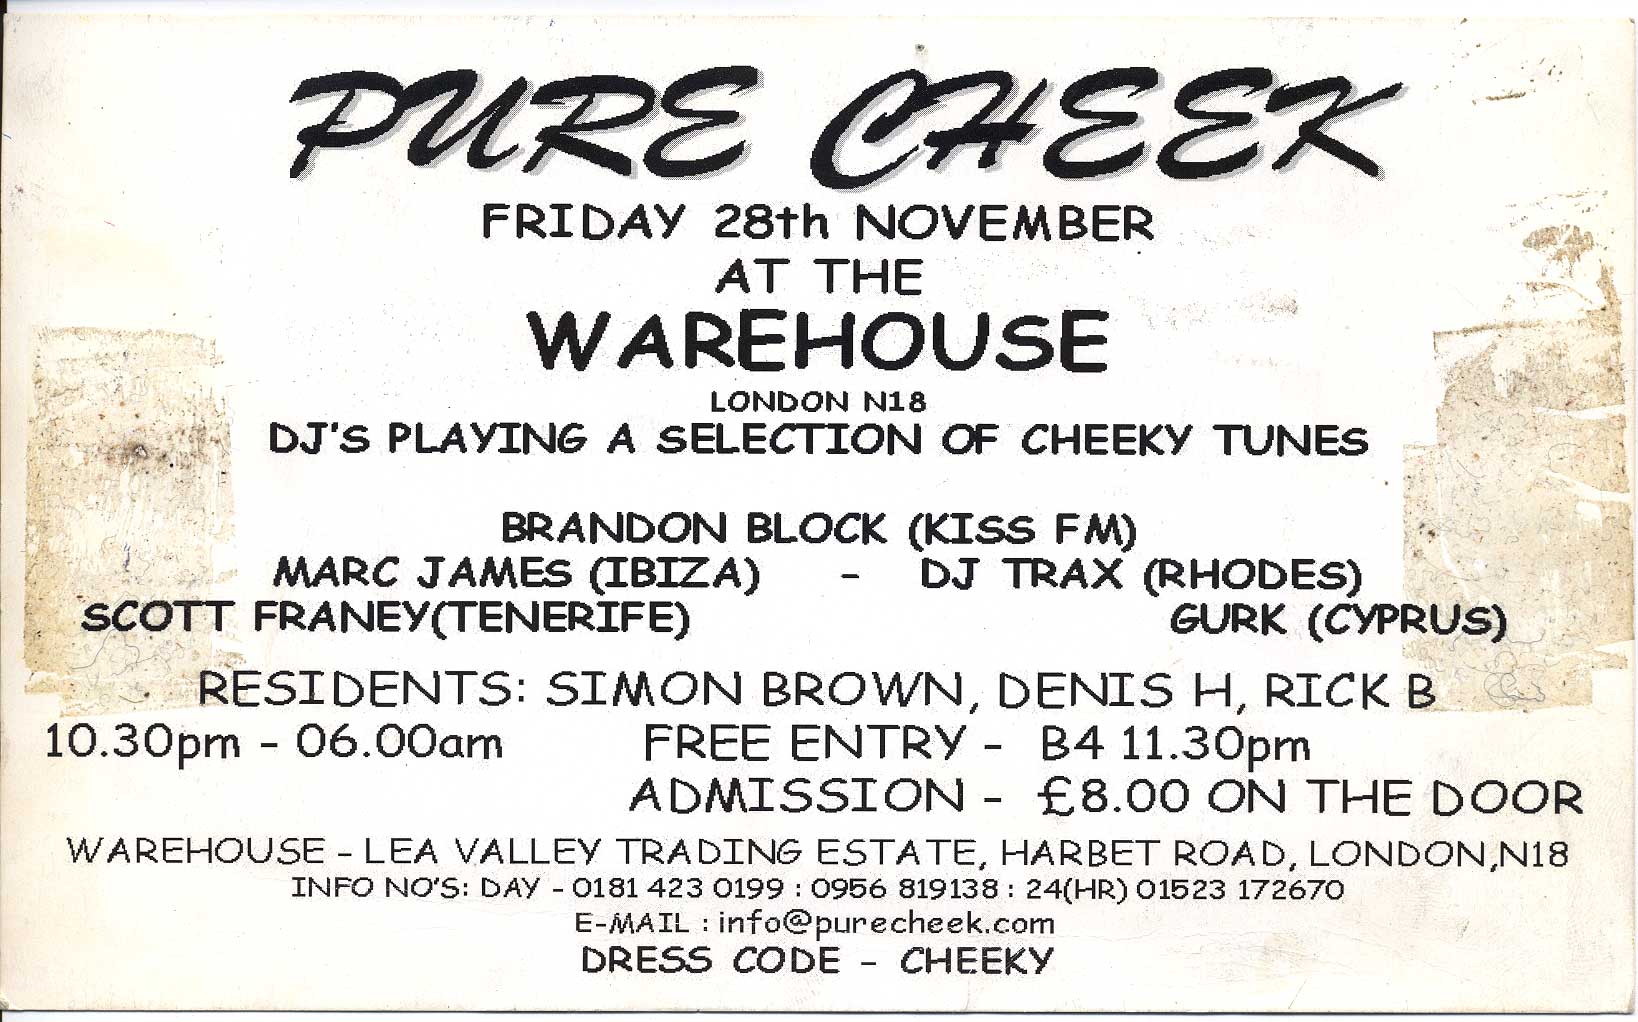 PURE CHEEK
FRIDAY 28th NOVEMBER
AT THE
WAREHOUSE
LONDON N18
DJ'S PLAYING A SELECTION OF CHEEKY TUNES
BRANDON BLOCK (KISS FM)
MARC JAMES (IBIZA) - DJ TRAX (RHODES)
SCOTT FRANEY(TENERIFE) GURK (CYPRUS)
RESIDENTS: SIMON BROWN, DENIS H, RICK B
10.30pm - 06.00am FREE ENTRY - B4 11.30pm
ADMISSION - £8.00 ON THE DOOR
WAREHOUSE - LEA VALLEY TRADING ESTATE, HARBET ROAD, LONDON,N18
INFO NO'S: DAY - 0181 423 0199 : 0956 819138 : 24(HR) 01523 172670
E-MAIL : info@purecheek.com
DRESS CODE - CHEEKY